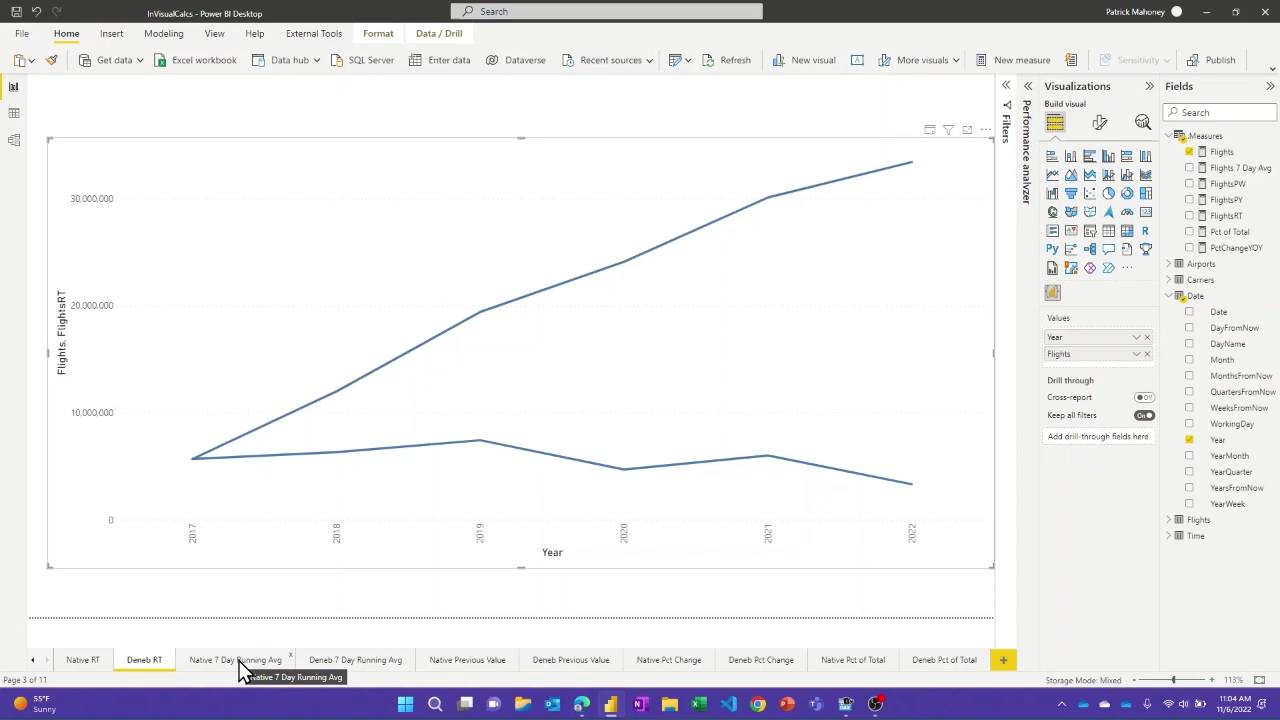 InVisualCalcs - Power BI Desktop
Search
Patrick Mahoney
File Home Insert Modeling View Help External Tools Format Data / Drill
Get data Excel workbook Data hub SQL Server Enter data Dataverse Recent sources Refresh New visual More visuals New measure Sensitivity Publish
Filters
Performance analyzer
Visualizations
Build visual
R
Py
123
Values
Year
Flights
Drill through
Cross-report Off
Keep all filters On
Add drill-through fields here
Fields
Search
Measures
Flights
Flights 7 Day Avg
FlightsPW
FlightsPY
FlightsRT
Pct of Total
PctChangeYOY
Airports
Carriers
Date
Date
DayFromNow
DayName
Month
MonthsFromNow
QuartersFromNow
WeeksFromNow
WorkingDay
Year
YearMonth
YearQuarter
YearsFromNow
YearWeek
Flights
Time
Flights, FlightsRT
30,000,000
20,000,000
10,000,000
0
2017 2018 2019 2020 2021 2022
Year
Native RT Deneb RT Native 7 Day Running Avg x Deneb 7 Day Running Avg Native Previous Value Deneb Previous Value Native Pct Change Deneb Pct Change Native Pct of Total Deneb Pct of Total +
Native 7 Day Running Avg
Page 3 of 11
Storage Mode: Mixed - + 113%
55°F
Sunny
11:04 AM
11/6/2022